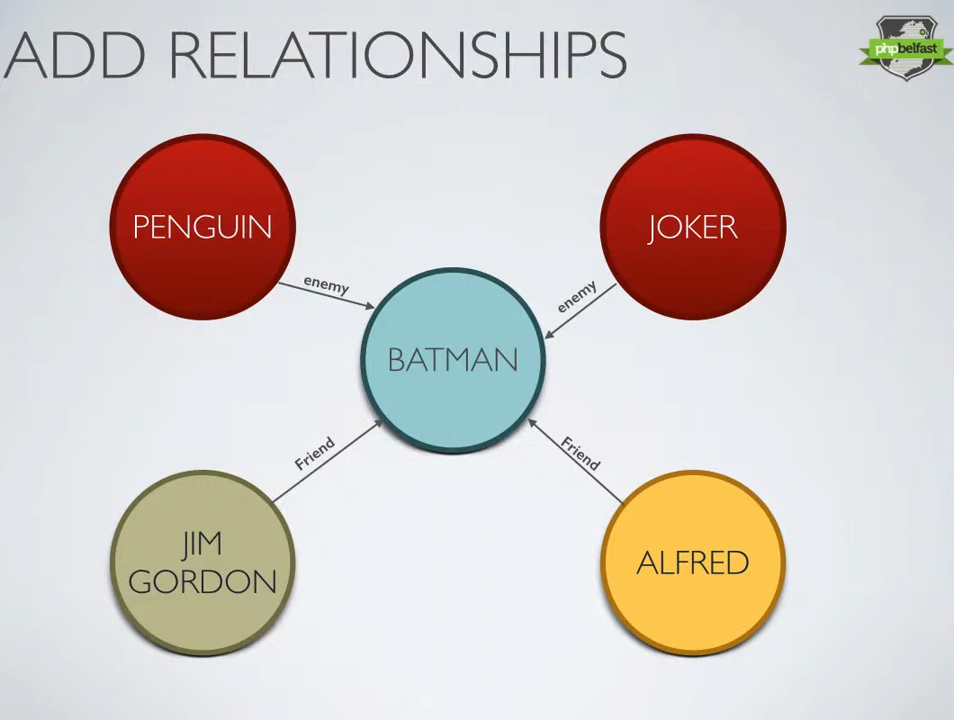 ADD RELATIONSHIPS
phpbelfast
PENGUIN
JOKER
enemy
enemy
BATMAN
Friend
Friend
JIM
GORDON
ALFRED